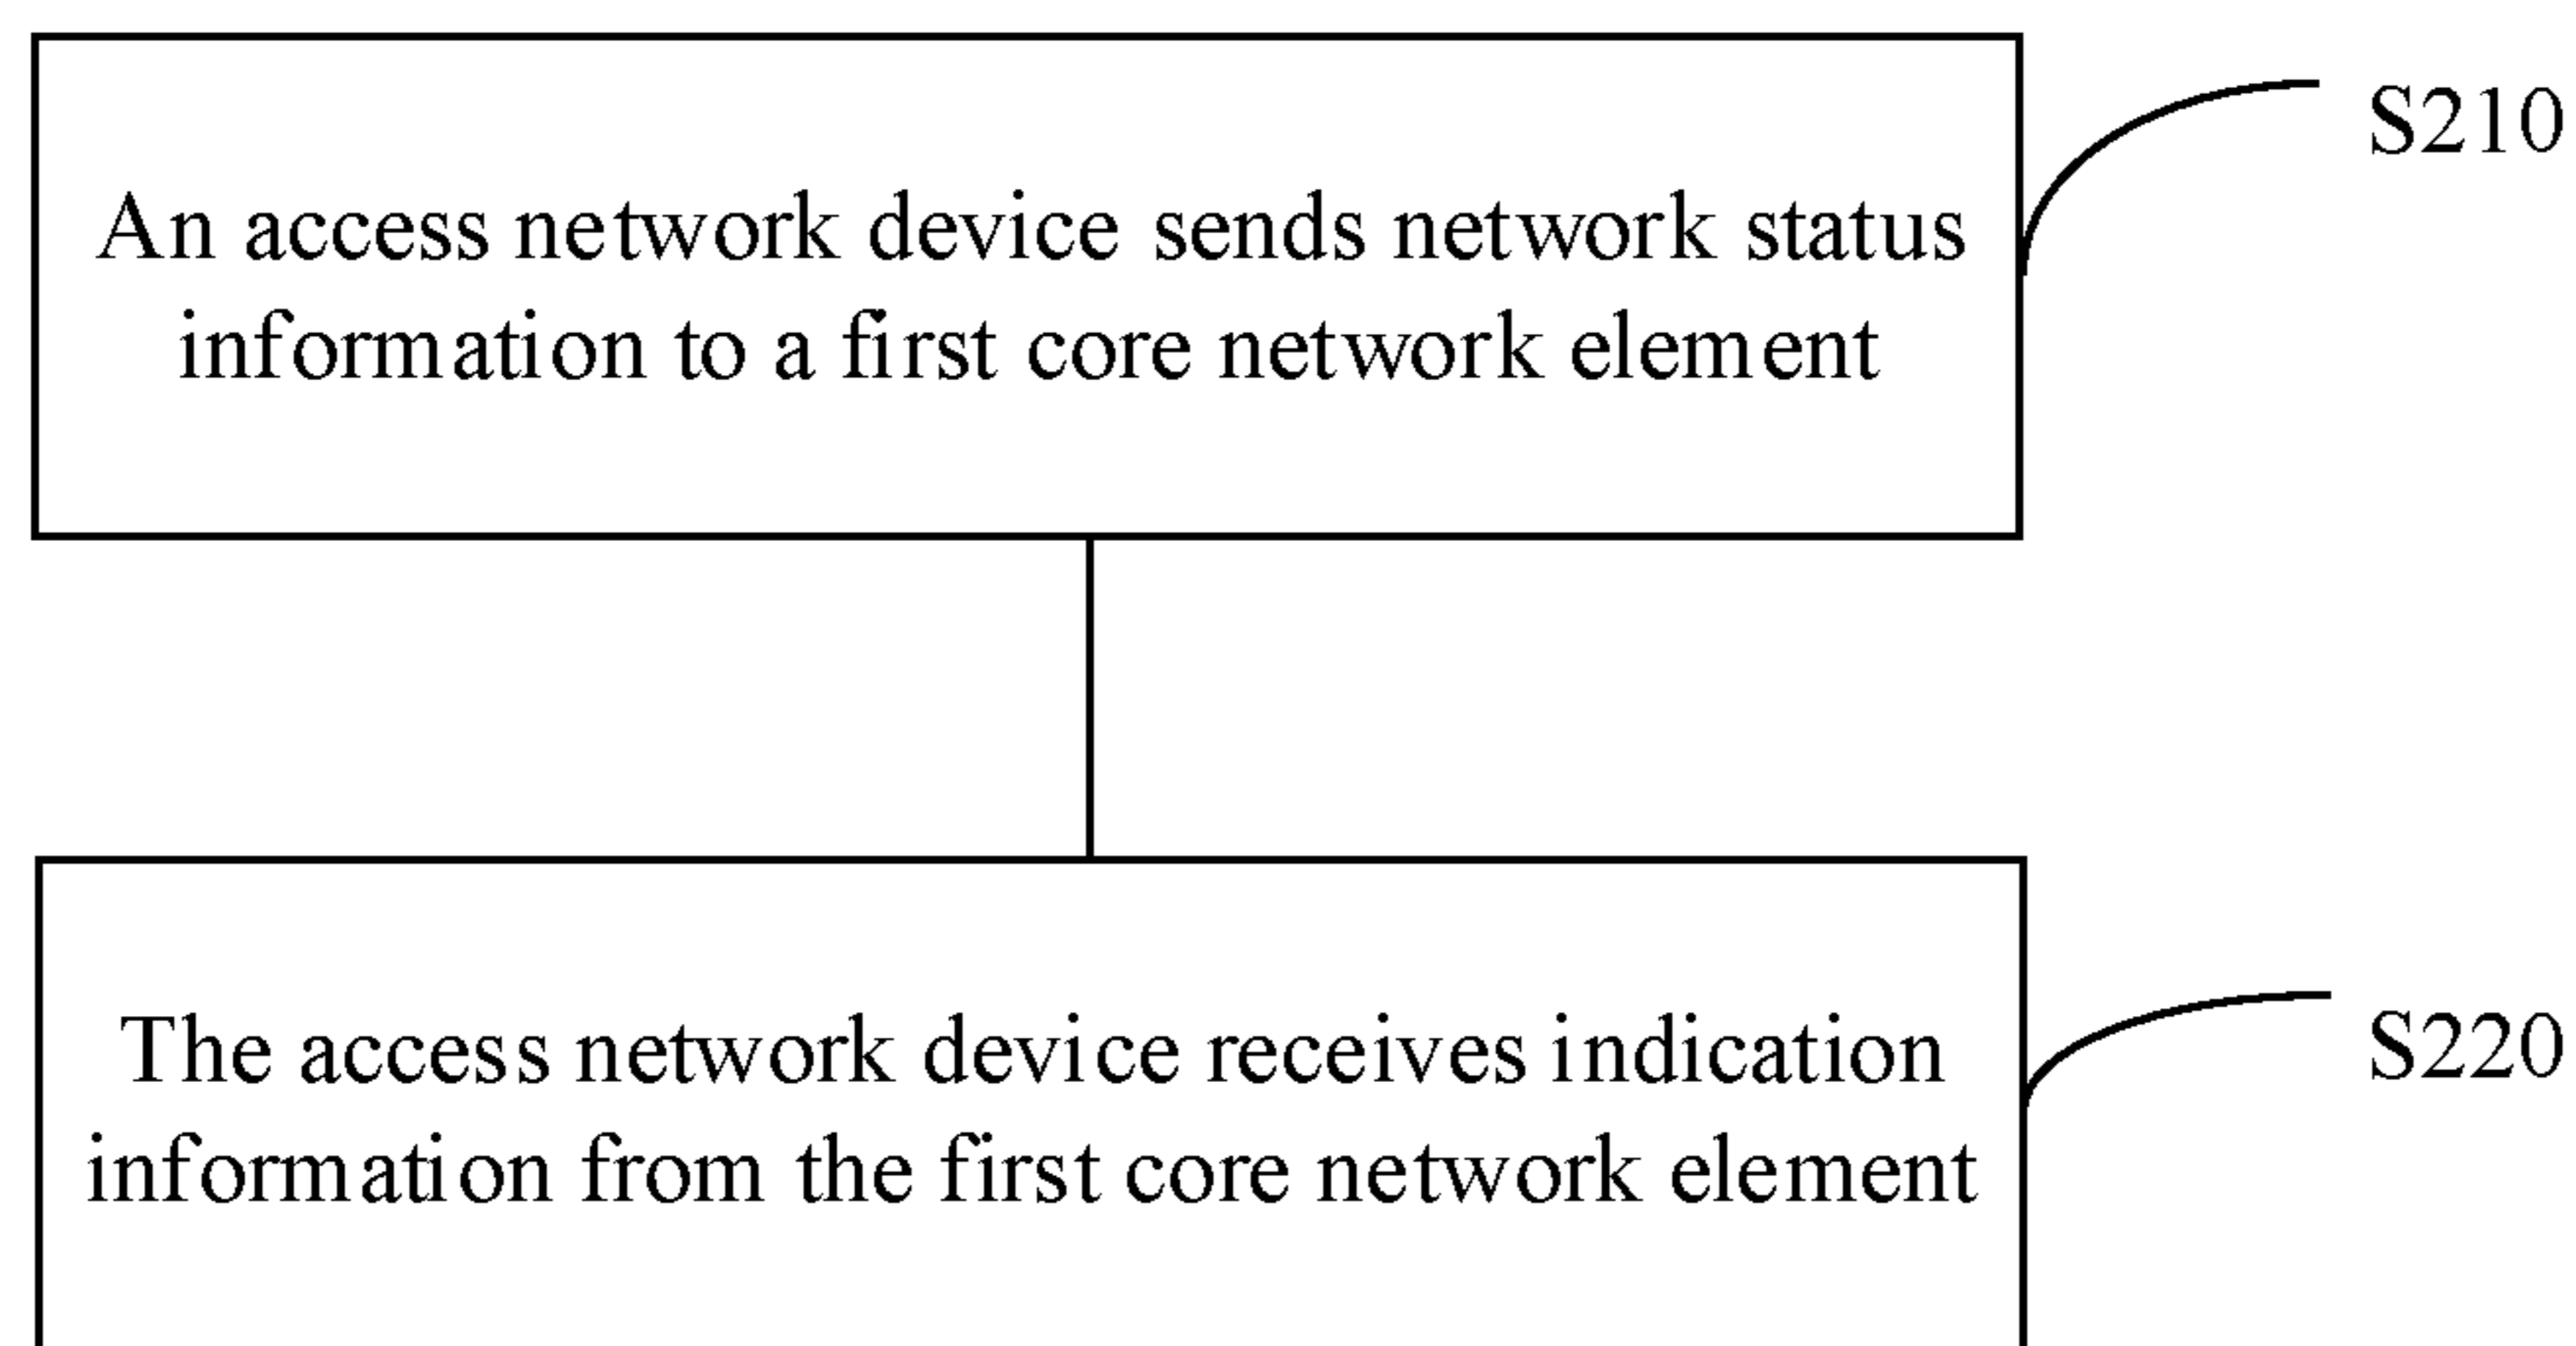 An access network device sends network status
information to a first core network element
S210
The access network device receives indication
information from the first core network element
S220